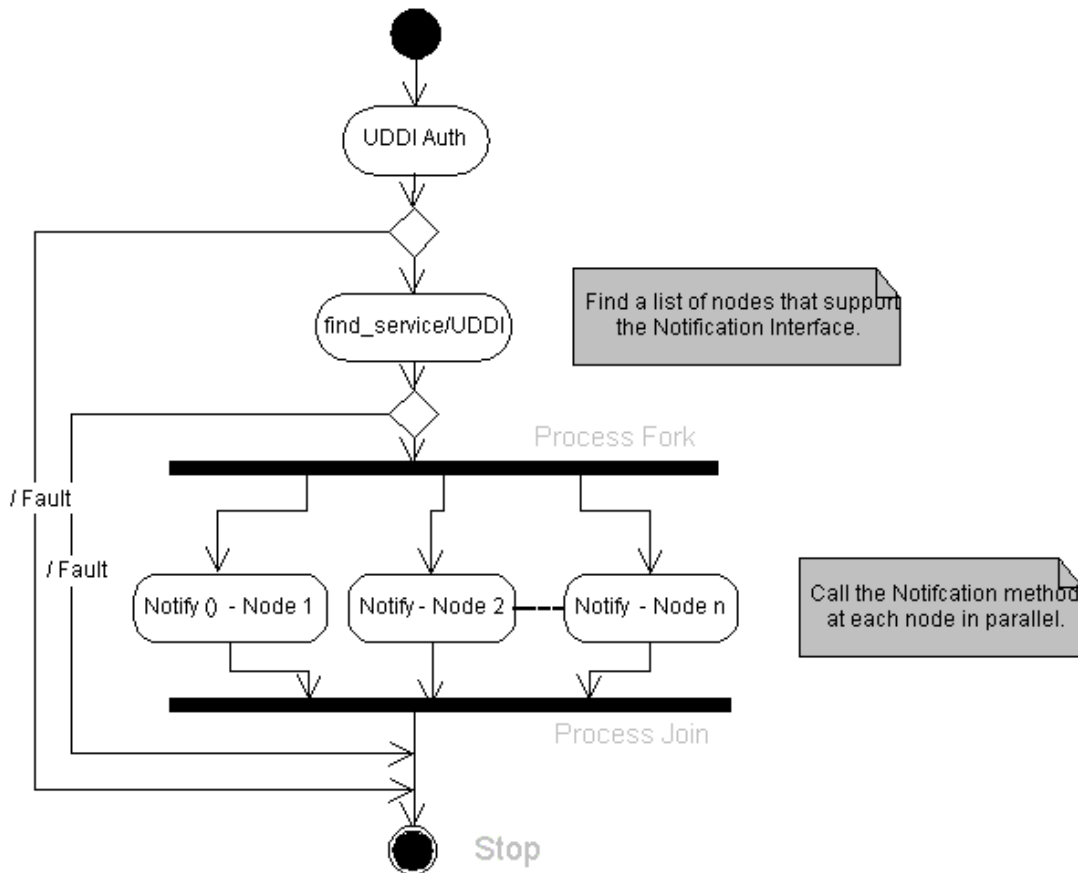 UDDI Auth
find_service/UDDI
Find a list of nodes that support
the Notification Interface.
Process Fork
/ Fault
/ Fault
Notify () - Node 1
Notify - Node 2
Notify - Node n
Call the Notifcation method
at each node in parallel.
Process Join
Stop